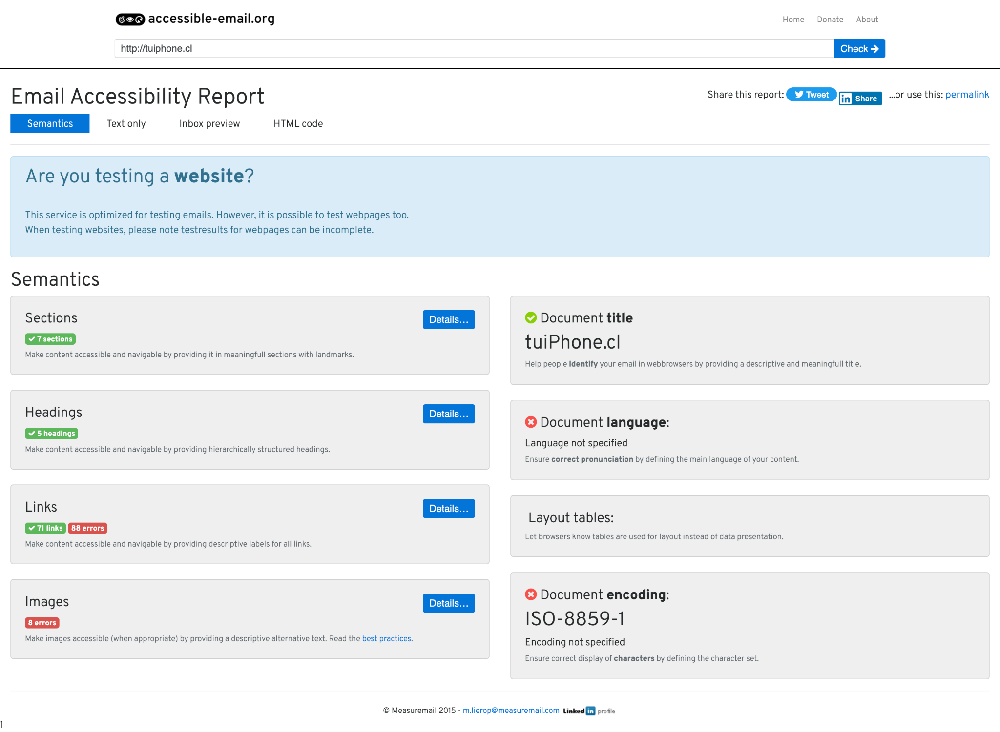 accessible-email.org
Home Donate About
http://tuiphone.cl
Check
Email Accessibility Report
Share this report: Tweet Share ...or use this: permalink
Semantics Text only Inbox preview HTML code
Are you testing a website?
This service is optimized for testing emails. However, it is possible to test webpages too.
When testing websites, please note testresults for webpages can be incomplete.
Semantics
Sections
Details...
7 sections
Make content accessible and navigable by providing it in meaningfull sections with landmarks.
Headings
Details...
5 headings
Make content accessible and navigable by providing hierarchically structured headings.
Links
Details...
71 links 88 errors
Make content accessible and navigable by providing descriptive labels for all links.
Images
Details...
8 errors
Make images accessible (when appropriate) by providing a descriptive alternative text. Read the best practices.
Document title
tuiPhone.cl
Help people identify your email in webbrowsers by providing a descriptive and meaningfull title.
Document language:
Language not specified
Ensure correct pronunciation by defining the main language of your content.
Layout tables:
Let browsers know tables are used for layout instead of data presentation.
Document encoding:
ISO-8859-1
Encoding not specified
Ensure correct display of characters by defining the character set.
© Measuremail 2015 - m.lierop@measuremail.com Linked in profile
1